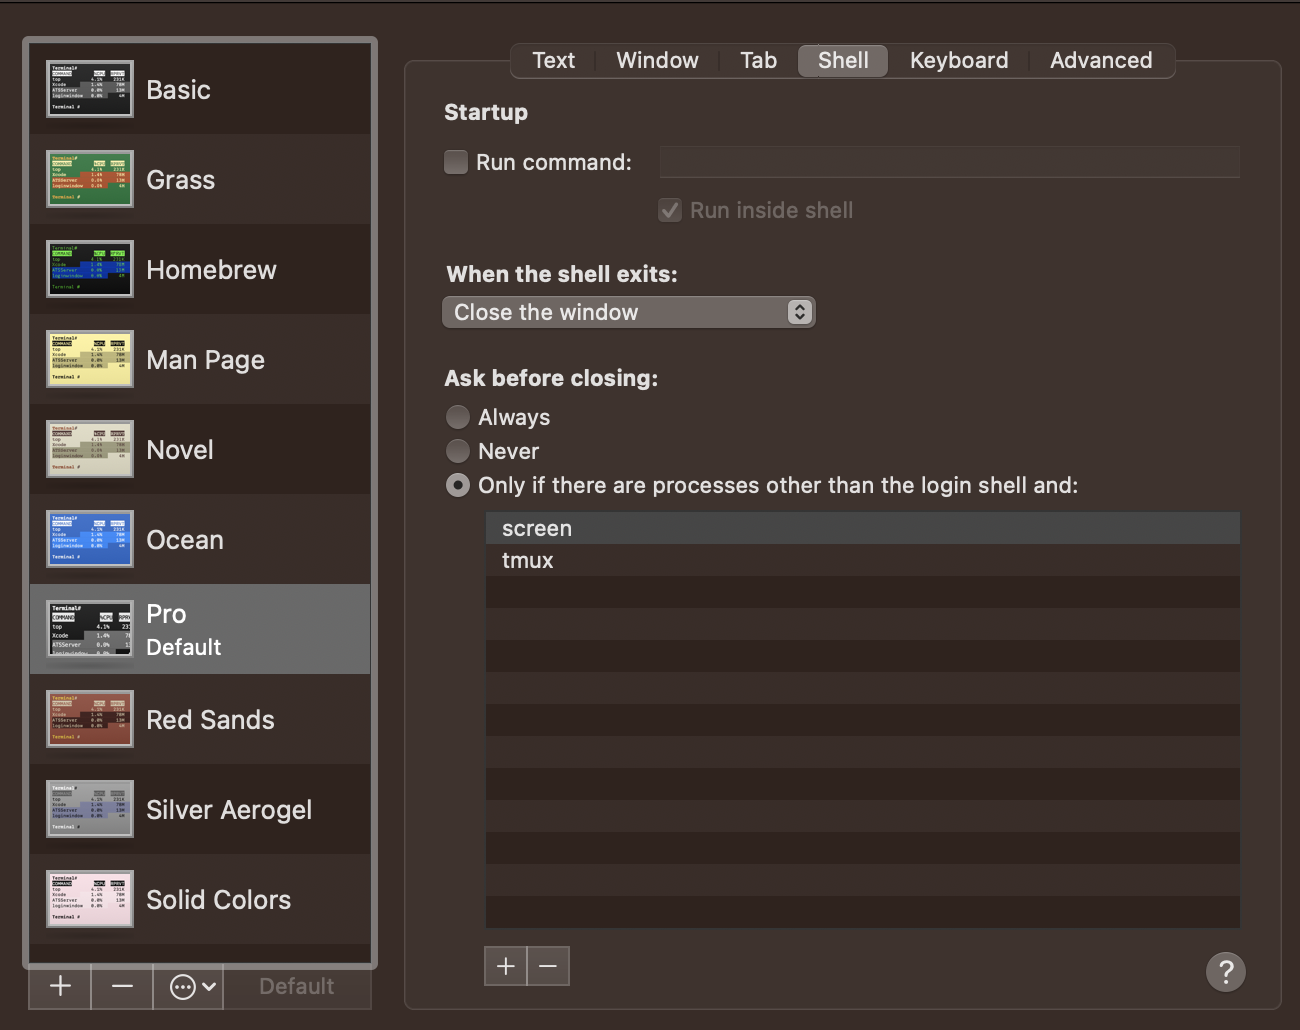 Basic
Grass
Homebrew
Man Page
Novel
Ocean
Pro
Default
Red Sands
Silver Aerogel
Solid Colors
Default
Text Window Tab Shell Keyboard Advanced
Startup
Run command:
Run inside shell
When the shell exits:
Close the window
Ask before closing:
Always
Never
Only if there are processes other than the login shell and:
screen
tmux
?